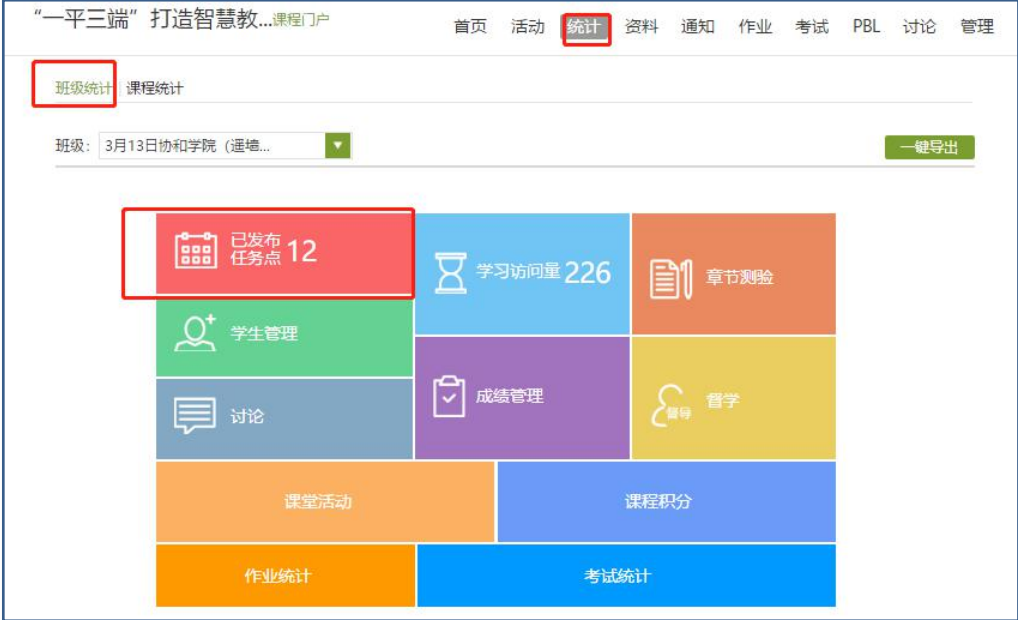 “一平三端”打造智慧教...课程门户
首页 活动 统计 资料 通知 作业 考试 PBL 讨论 管理
班级统计 课程统计
班级: 3月13日协和学院（遥墙...
一键导出
已发布
任务点 12
学习访问量 226
章节测验
学生管理
成绩管理
督导 督学
讨论
课堂活动
课程积分
作业统计
考试统计